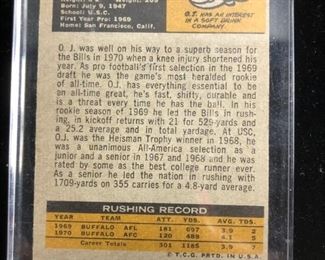 Born: July 9, 1947
School: U.S.C.
First Year Pro: 1969
Home: San Francisco, Calif.
O.J. HAS AN INTEREST
IN A SOFT DRINK
COMPANY.
O. J. was well on his way to a superb season for
the Bills in 1970 when a knee injury shortened his
year. As pro football's first selection in the 1969
draft he was the game's most heralded rookie
of all-time. O.J. has everything essential to be
an all-time great as he's fast, shifty, durable and
is a threat every time he has the ball. In his
rookie season of 1969 he led the Bills in rush-
ing, in kickoff returns with 21 for 529 yards and
a 25.2 average and in total yardage. At USC,
O.J. was the Heisman Trophy winner in 1968,
was a unanimous All-America selection as a
junior and a senior in 1967 and 1968 and was
rated by some as the best college runner ever.
As a senior he led the nation in rushing with
1709-yards on 355 carries for a 4.8-yard average.
RUSHING RECORD
YEAR TEAM ATT. YDS. AVG. TDS.
1969 BUFFALO AFL 181 697 3.9 2
1970 BUFFALO AFC 120 488 4.1 5
Career Totals 301 1185 3.9 7
© T.C.G. PRTD. IN U.S.A.